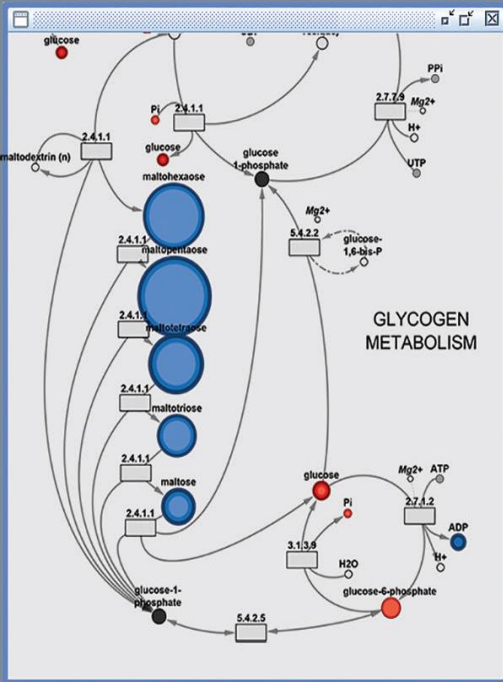 glucose
PPi
2.7.7.9
Mg2+
Pi
2.4.1.1
H+
2.4.1.1
maltodextrin (n)
glucose
glucose
1-phosphate
UTP
maltohexaose
Mg2+
5.4.2.2
glucose-
1,6-bis-P
2.4.1.1
maltopentaose
GLYCOGEN
METABOLISM
2.4.1.1
maltotetraose
2.4.1.1
maltotriose
2.4.1.1
maltose
glucose
Mg2+
ATP
Pi
2.7.1.2
2.4.1.1
ADP
3.1.3.9
H2O
H+
glucose-1-
phosphate
glucose-6-phosphate
5.4.2.5